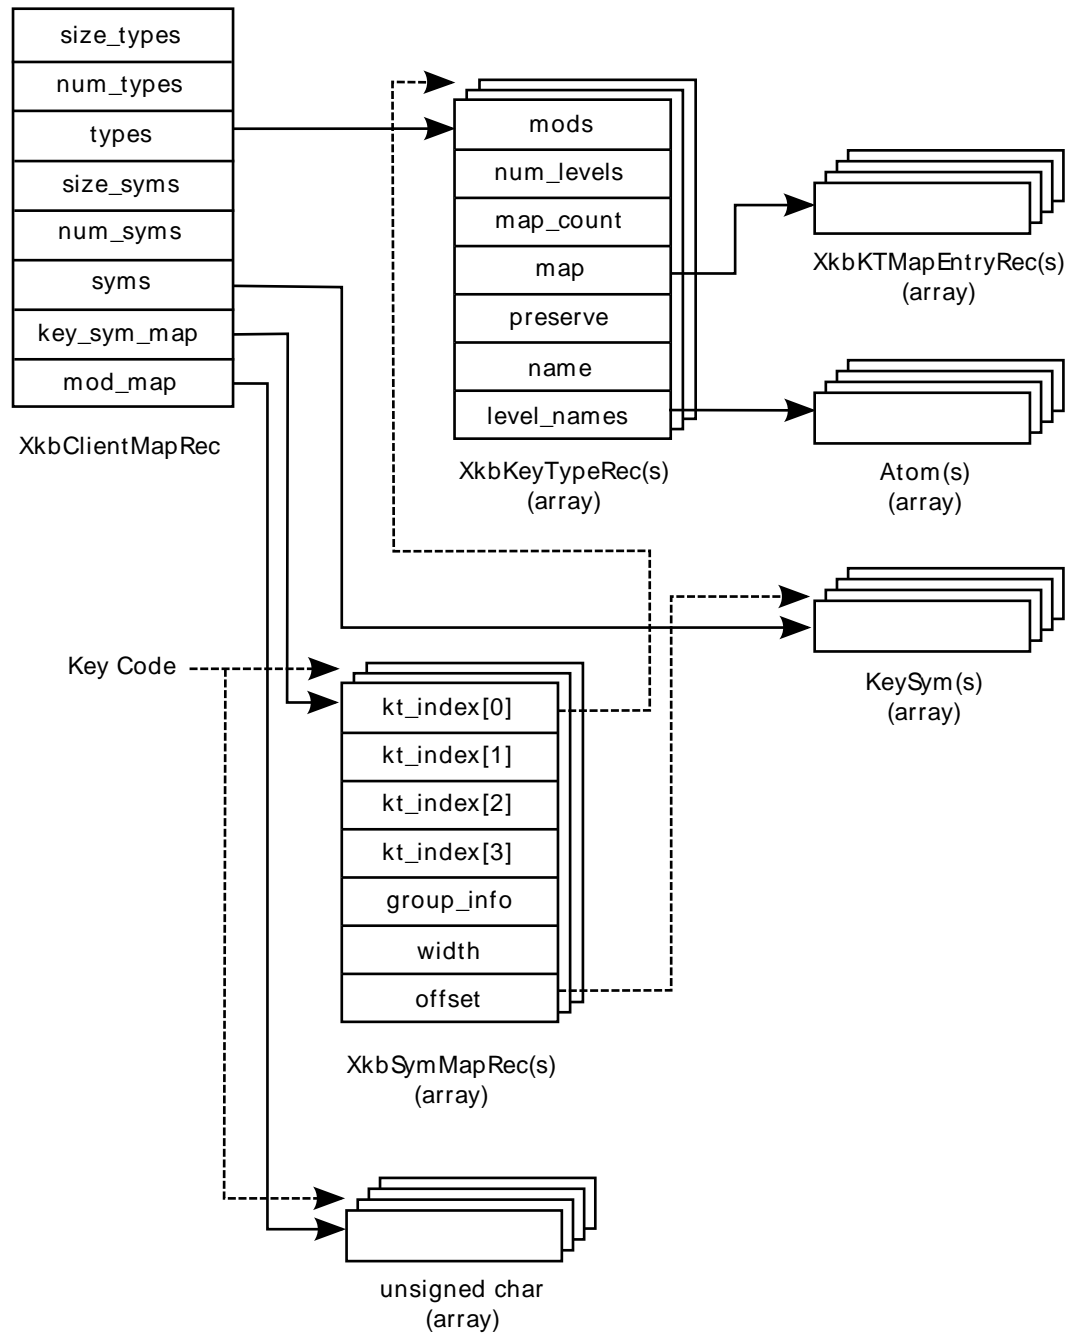 size_types
num_types
types
size_syms
num_syms
syms
key_sym_map
mod_map
XkbClientMapRec
mods
num_levels
map_count
map
preserve
name
level_names
XkbKeyTypeRec(s)
(array)
XkbKTMapEntryRec(s)
(array)
Atom(s)
(array)
KeySym(s)
(array)
Key Code
kt_index[0]
kt_index[1]
kt_index[2]
kt_index[3]
group_info
width
offset
XkbSymMapRec(s)
(array)
unsigned char
(array)